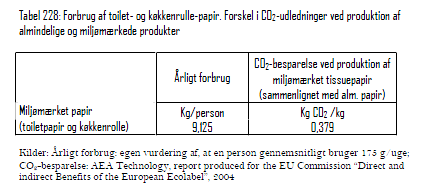 Tabel 228: Forbrug af toilet- og køkkenrulle-papir. Forskel i CO2-udledninger ved produktion af
almindelige og miljømærkede produkter
Årligt forbrug
CO2-besparelse ved produktion af
miljømærket tissuepapir
(sammenlignet med alm. papir)
Miljømærket papir
(toiletpapir og køkkenrolle)
Kg/person
9,125
Kg CO2 /kg
0,379
Kilder: Årligt forbrug: egen vurdering af, at en person gennemsnitligt bruger 175 g/uge;
CO2-besparelse: AEA Technology, report produced for the EU Commission "Direct and
indirect Benefits of the European Ecolabel", 2004